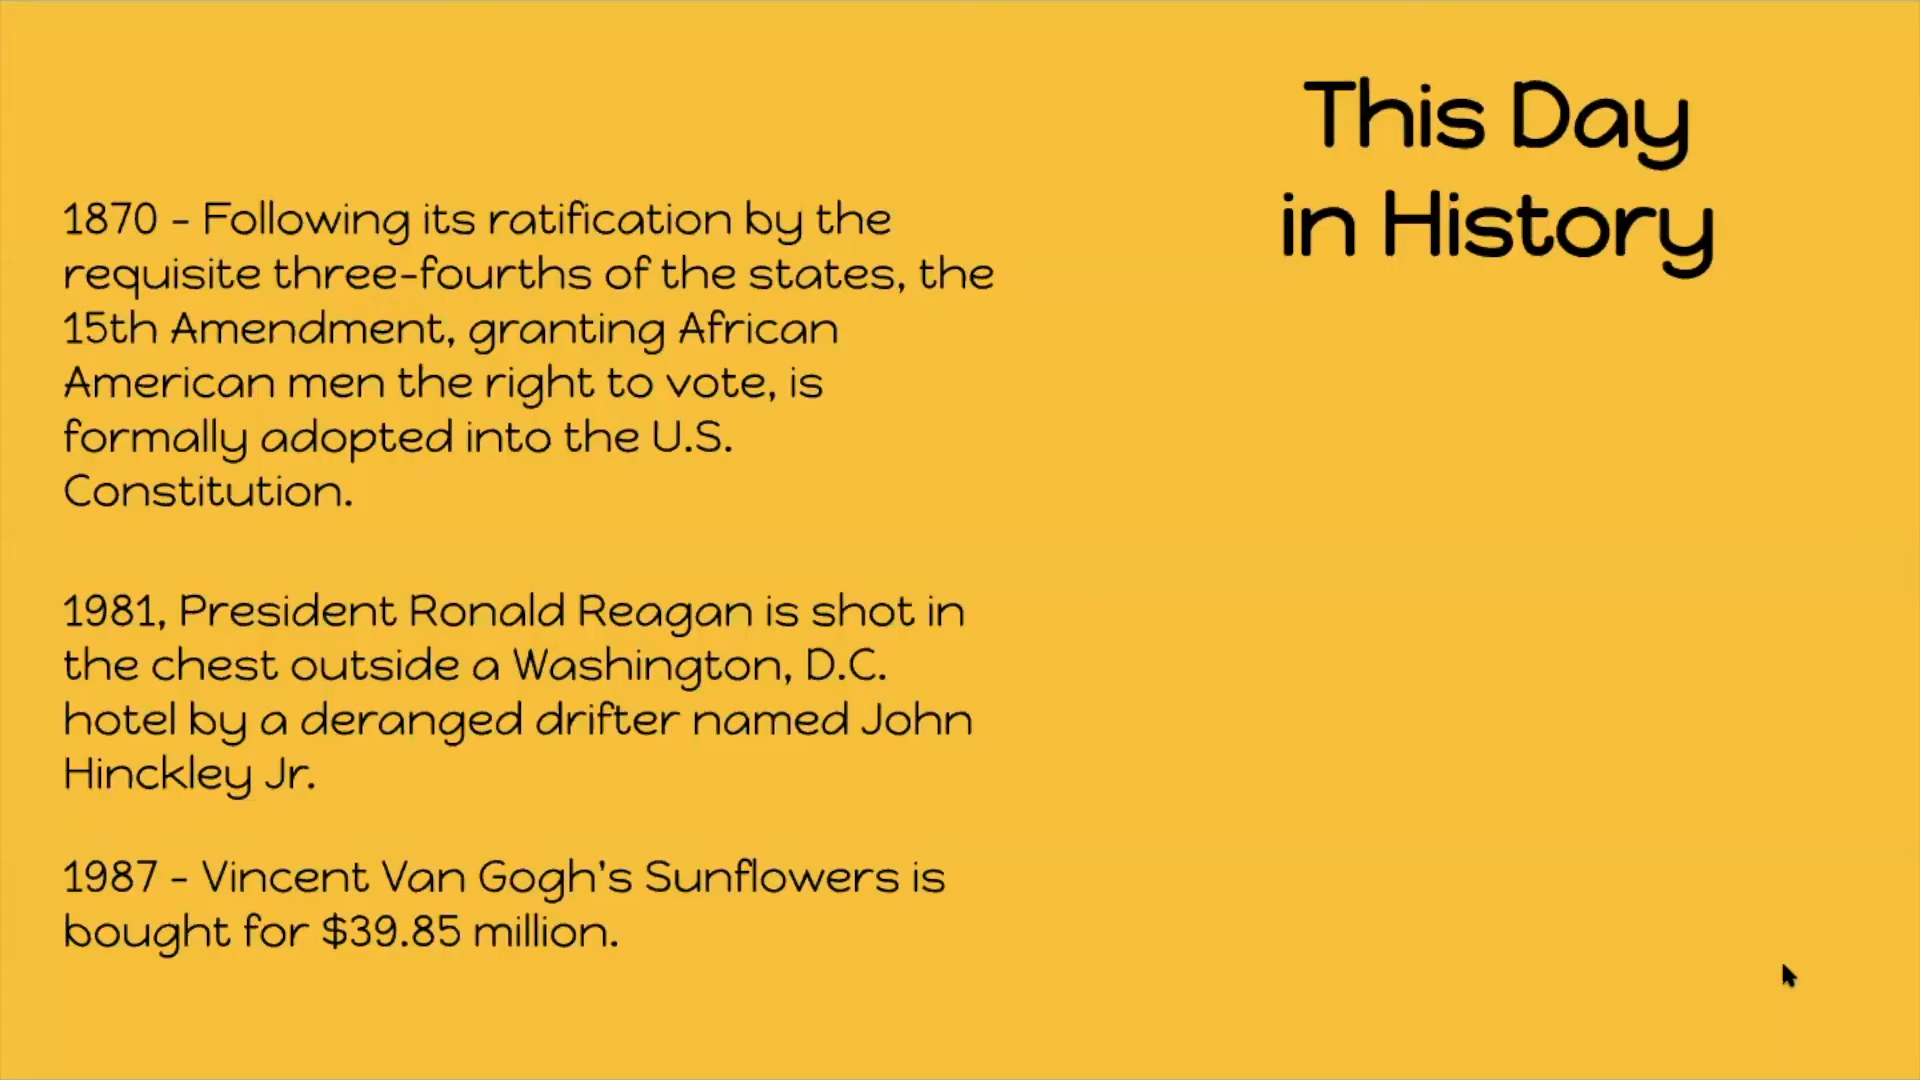 This Day
in History
1870 - Following its ratification by the
requisite three-fourths of the states, the
15th Amendment, granting African
American men the right to vote, is
formally adopted into the U.S.
Constitution.
1981, President Ronald Reagan is shot in
the chest outside a Washington, D.C.
hotel by a deranged drifter named John
Hinckley Jr.
1987 - Vincent Van Gogh's Sunflowers is
bought for $39.85 million.